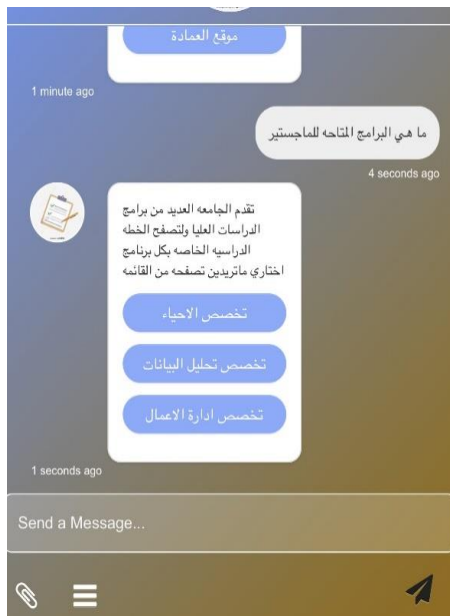 موقع العمادة
1 minute ago
ما هي البرامج المتاحه للماجستير
4 seconds ago
تقدم الجامعه العديد من برامج
الدراسات العليا ولتصفح الخطه
الدراسيه الخاصه بكل برنامج
اختاري ماتريدين تصفحه من القائمه
تخصص الاحياء
تخصص تحليل البيانات
تخصص ادارة الاعمال
1 seconds ago
Send a Message...